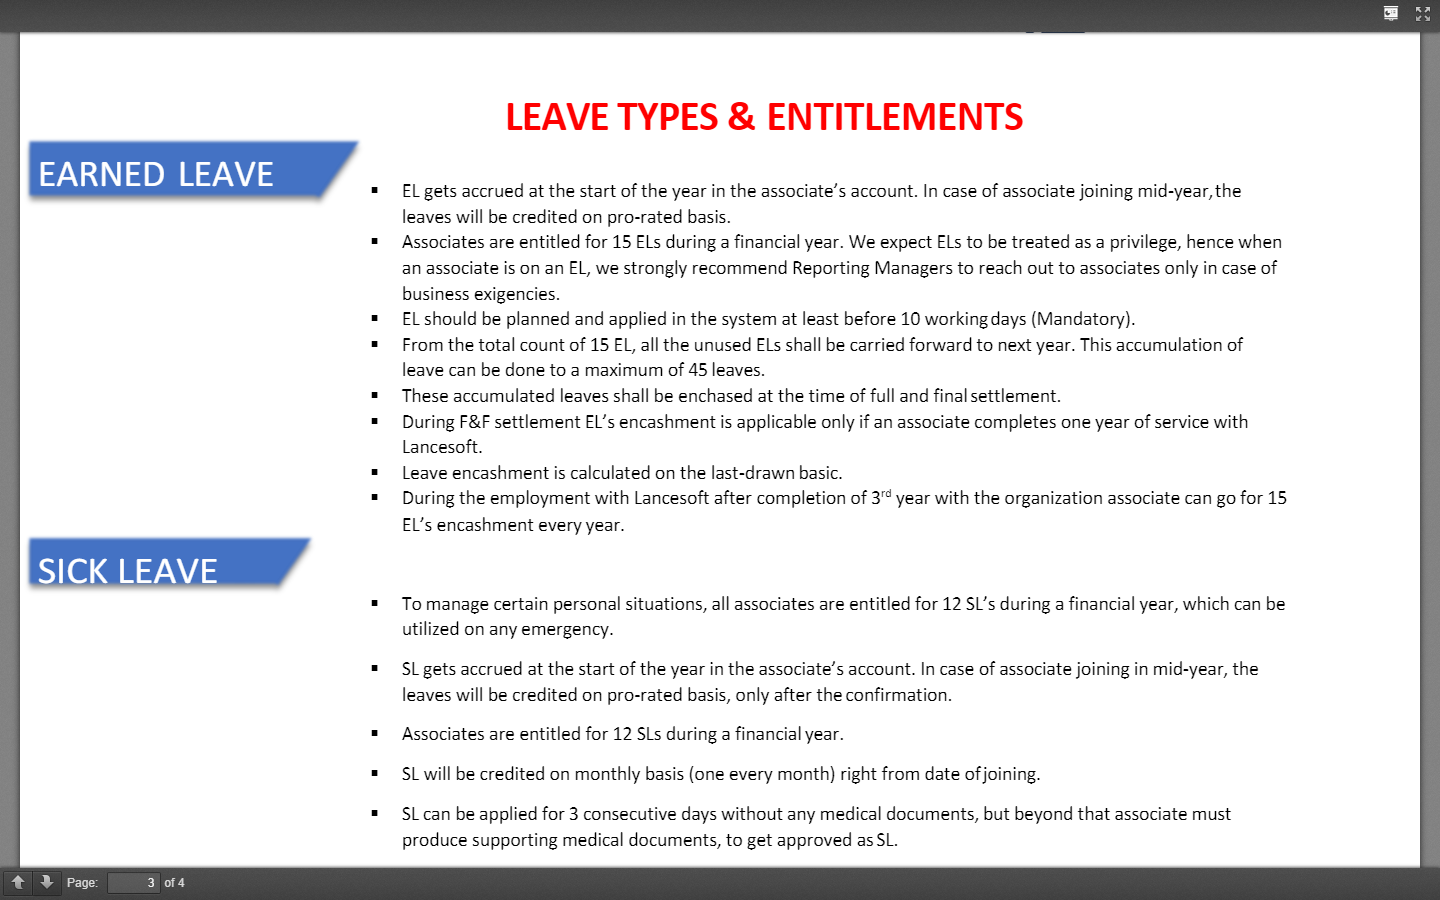 LEAVE TYPES & ENTITLEMENTS
EARNED LEAVE
▪ EL gets accrued at the start of the year in the associate’s account. In case of associate joining mid-year, the
leaves will be credited on pro-rated basis.
▪ Associates are entitled for 15 ELs during a financial year. We expect ELs to be treated as a privilege, hence when
an associate is on an EL, we strongly recommend Reporting Managers to reach out to associates only in case of
business exigencies.
▪ EL should be planned and applied in the system at least before 10 working days (Mandatory).
▪ From the total count of 15 EL, all the unused ELs shall be carried forward to next year. This accumulation of
leave can be done to a maximum of 45 leaves.
▪ These accumulated leaves shall be enchased at the time of full and final settlement.
▪ During F&F settlement EL’s encashment is applicable only if an associate completes one year of service with
Lancesoft.
▪ Leave encashment is calculated on the last-drawn basic.
▪ During the employment with Lancesoft after completion of 3rd year with the organization associate can go for 15
EL’s encashment every year.
SICK LEAVE
▪ To manage certain personal situations, all associates are entitled for 12 SL’s during a financial year, which can be
utilized on any emergency.
▪ SL gets accrued at the start of the year in the associate’s account. In case of associate joining in mid-year, the
leaves will be credited on pro-rated basis, only after the confirmation.
▪ Associates are entitled for 12 SLs during a financial year.
▪ SL will be credited on monthly basis (one every month) right from date of joining.
▪ SL can be applied for 3 consecutive days without any medical documents, but beyond that associate must
produce supporting medical documents, to get approved as SL.
Page: 3 of 4